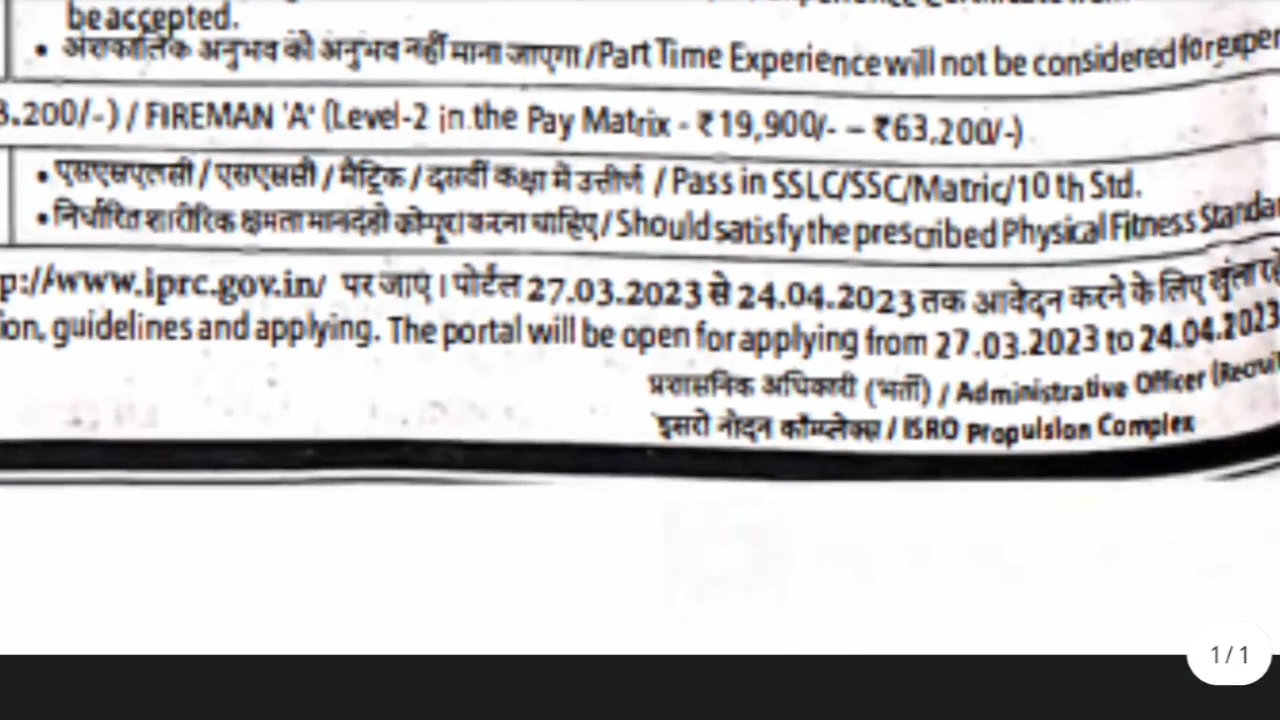 be accepted.
• अंशकालिक अनुभव को अनुभव नहीं माना जाएगा /Part Time Experience will not be considered for
3.200/-) / FIREMAN 'A' (Level-2 in the Pay Matrix - ₹19,900/- – ₹63,200/-)
• एसएसएलसी / एसएससी / मैट्रिक / दसवीं कक्षा में उत्तीर्ण / Pass in SSLC/SSC/Matric/10 th Std.
• निर्धारित शारीरिक क्षमता मानदंडों को पूरा करना चाहिए / Should satisfy the prescribed Physical Fitness Standa
p://www.iprc.gov.in/ पर जाएं । पोर्टल 27.03.2023 से 24.04.2023 तक आवेदन करने के लिए खुला
ion, guidelines and applying. The portal will be open for applying from 27.03.2023 to 24.04.2023
प्रशासनिक अधिकारी (भर्ती) / Administrative Officer (Recrui
इसरो नोदन कॉम्प्लेक्स / ISRO Propulsion Complex
1 / 1